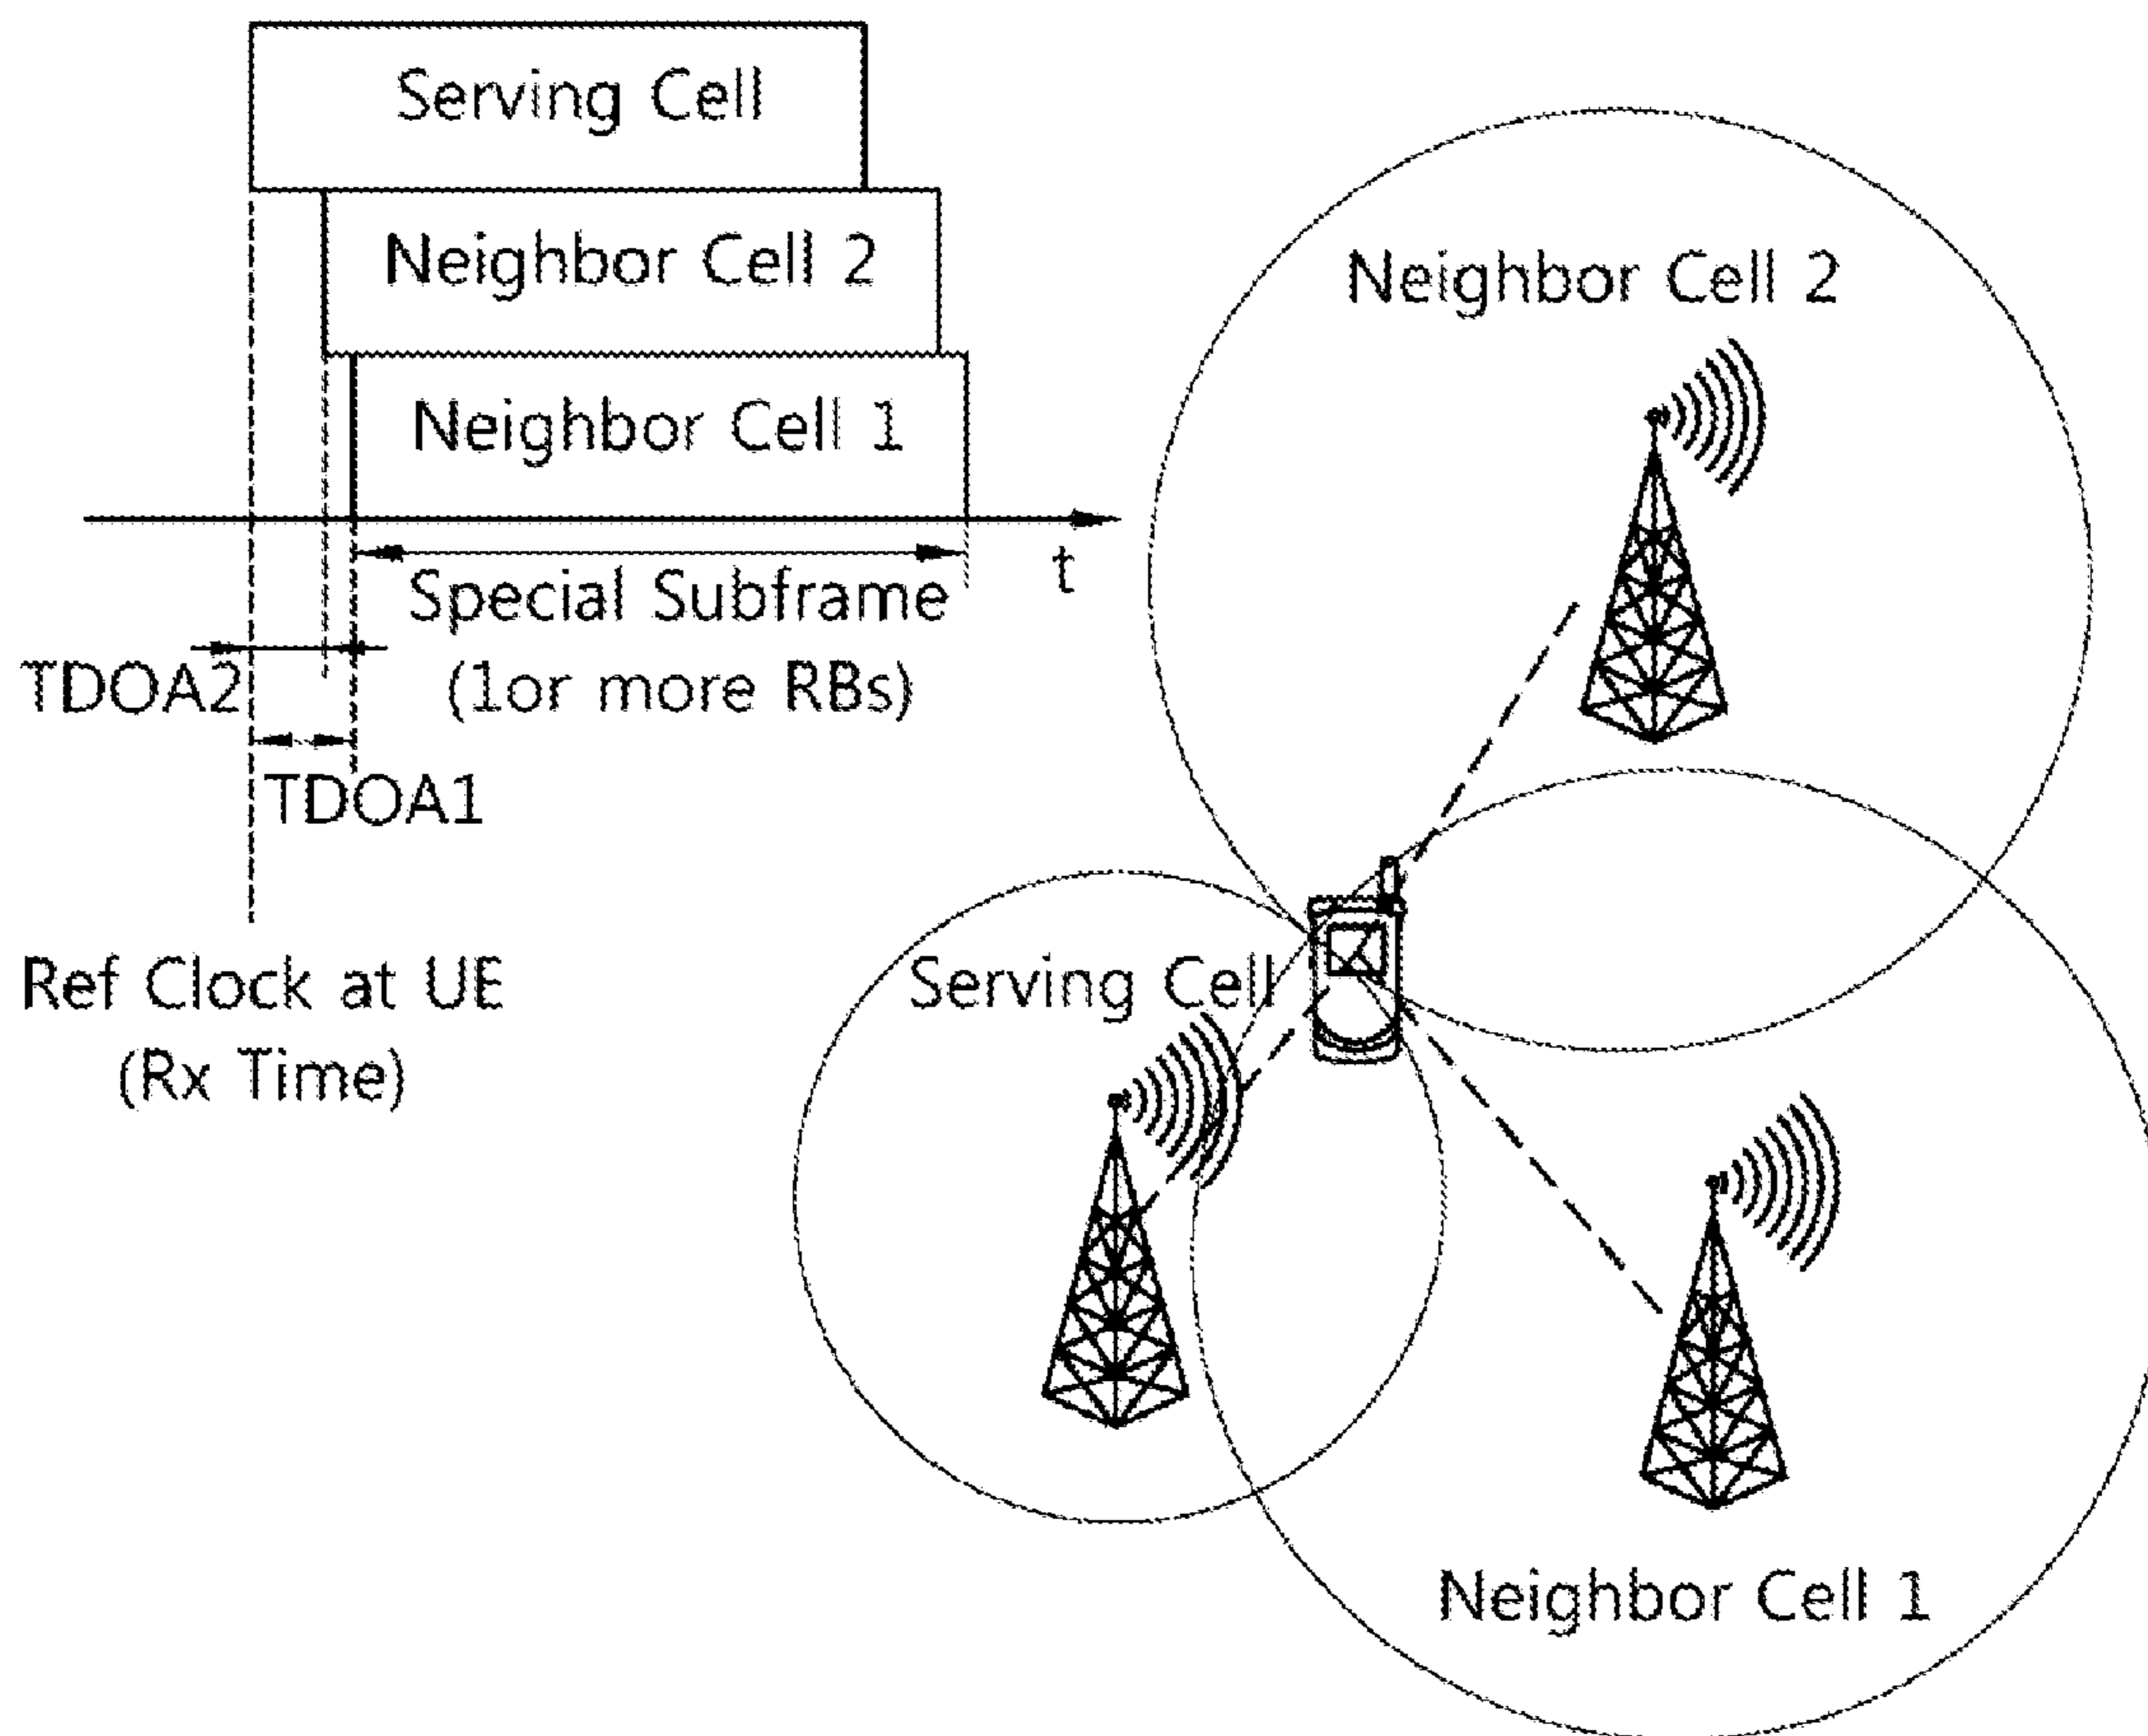 Serving Cell
Neighbor Cell 2
Neighbor Cell 1
t
Special Subframe
(1or more RBs)
TDOA2
TDOA1
Ref Clock at UE
(Rx Time)
Neighbor Cell 2
Serving Cell
Neighbor Cell 1